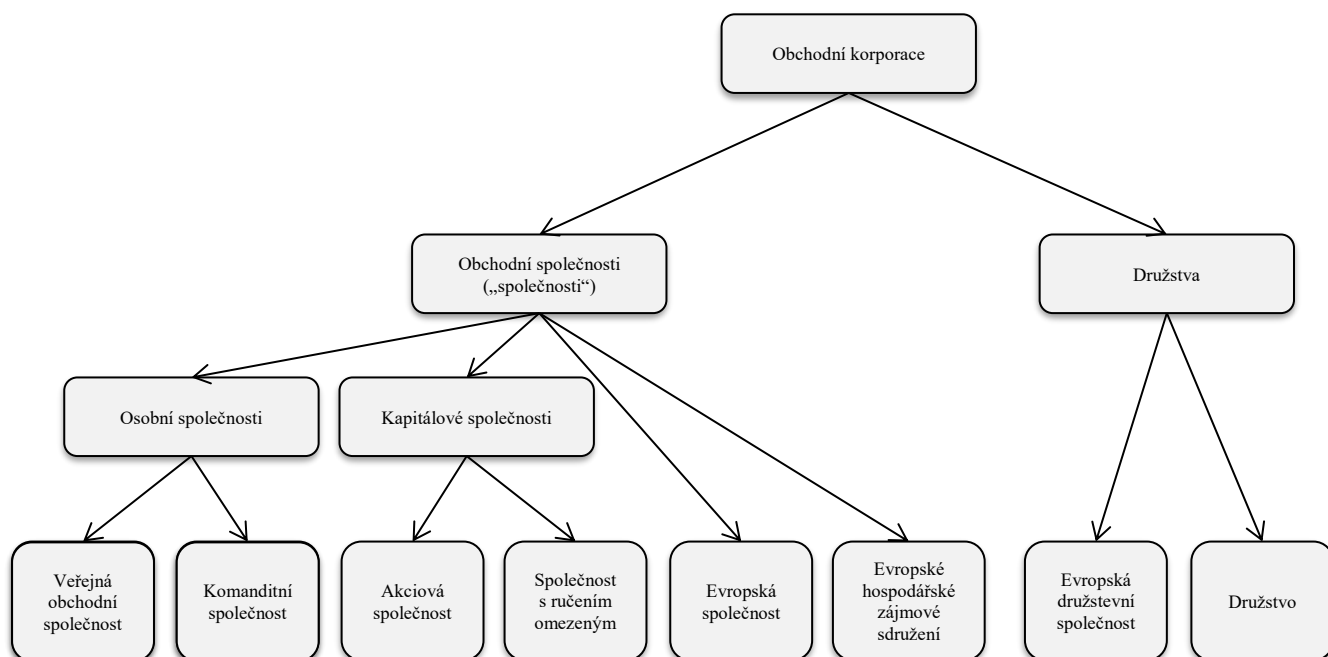 Obchodní korporace
Obchodní společnosti
(„společnosti“)
Družstva
Osobní společnosti
Kapitálové společnosti
Veřejná
obchodní
společnost
Komanditní
společnost
Akciová
společnost
Společnost
s ručením
omezeným
Evropská
společnost
Evropské
hospodářské
zájmové
sdružení
Evropská
družstevní
společnost
Družstvo